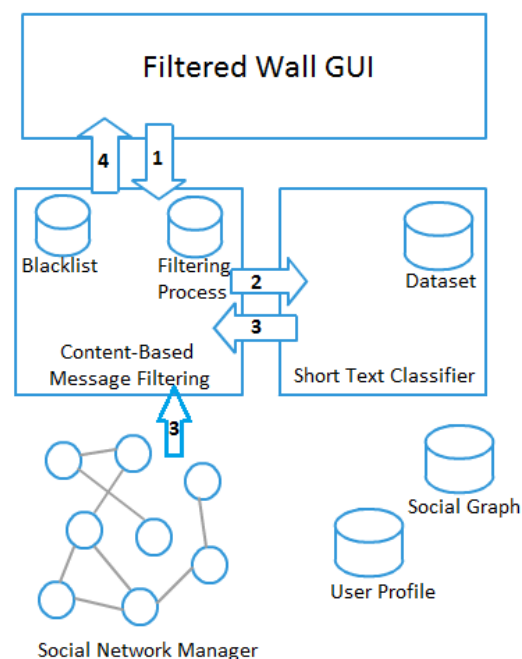 Filtered Wall GUI
4
1
Blacklist
Filtering
Process
2
Dataset
3
Content-Based
Message Filtering
Short Text Classifier
3
Social Graph
User Profile
Social Network Manager